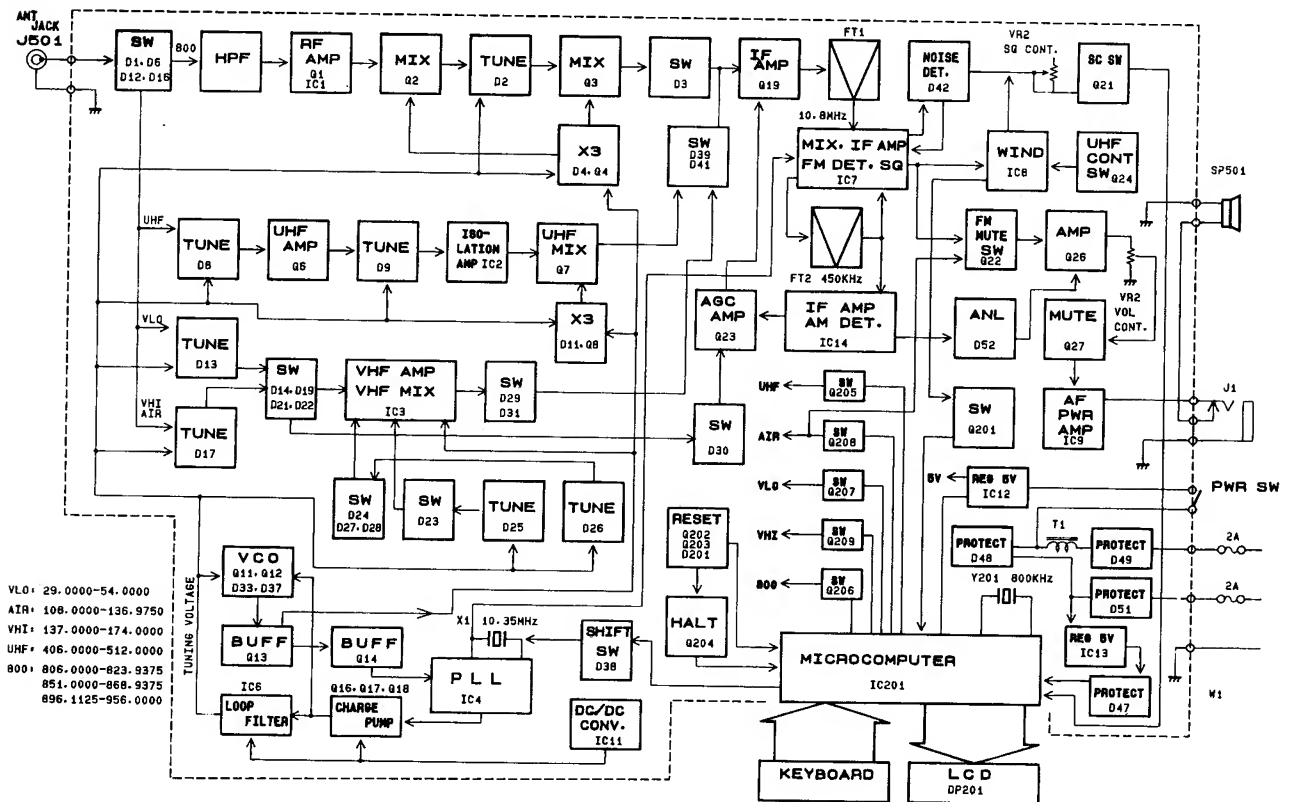 ANT
JACK
J501
SW
D1, D6
D12, D16
800
HPF
RF
AMP
Q1
IC1
MIX
Q2
TUNE
D2
MIX
Q3
SW
D3
IF
AMP
Q19
FT1
NOISE
DET.
D42
VR2
SQ CONT.
SC SW
Q21
X3
D4, Q4
SW
D39
D41
10.8MHz
MIX. IF AMP
FM DET. SQ
IC7
WIND
IC8
UHF
CONT
SW Q24
SP501
UHF
TUNE
D8
UHF
AMP
Q6
TUNE
D9
ISO-
LATION
AMP IC2
UHF
MIX
Q7
FT2 450KHz
FM
MUTE
SW
Q22
AMP
Q26
VR2
VOL
CONT.
VLO
TUNE
D13
X3
D11, Q8
AGC
AMP
Q23
IF AMP
AM DET.
IC14
ANL
D52
MUTE
Q27
VHI
AIR
TUNE
D17
SW
D14, D19
D21, D22
VHF AMP
VHF MIX
IC3
SW
D29
D31
SW
D30
UHF
SW
Q205
AIR
SW
Q208
SW
Q201
AF
PWR
AMP
IC9
J1
SW
D24
D27, D28
SW
D23
TUNE
D25
TUNE
D26
VLO
SW
Q207
5V
REG 5V
IC12
PWR SW
RESET
Q202
Q203
D201
VHI
SW
Q209
PROTECT
D48
T1
PROTECT
D49
2A
VCO
Q11, Q12
D33, D37
800
SW
Q206
Y201 800KHz
PROTECT
D51
2A
VLO: 29.0000-54.0000
AIR: 108.0000-136.9750
VHI: 137.0000-174.0000
UHF: 406.0000-512.0000
800: 806.0000-823.9375
851.0000-868.9375
896.1125-956.0000
TUNING VOLTAGE
BUFF
Q13
BUFF
Q14
X1
10.35MHz
SHIFT
SW
D38
HALT
Q204
MICROCOMPUTER
IC201
REG 5V
IC13
PROTECT
D47
W1
IC6
LOOP
FILTER
Q16, Q17, Q18
CHARGE
PUMP
PLL
IC4
DC/DC
CONV.
IC11
KEYBOARD
LCD
DP201